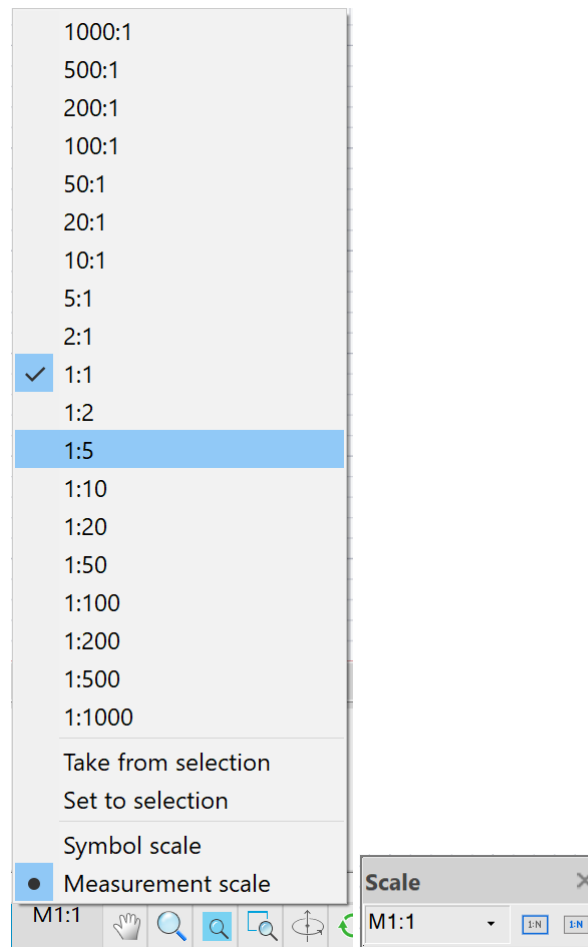 1000:1
500:1
200:1
100:1
50:1
20:1
10:1
5:1
2:1
1:1
1:2
1:5
1:10
1:20
1:50
1:100
1:200
1:500
1:1000
Take from selection
Set to selection
Symbol scale
Measurement scale
M1:1
Scale
M1:1
1:N
1:N